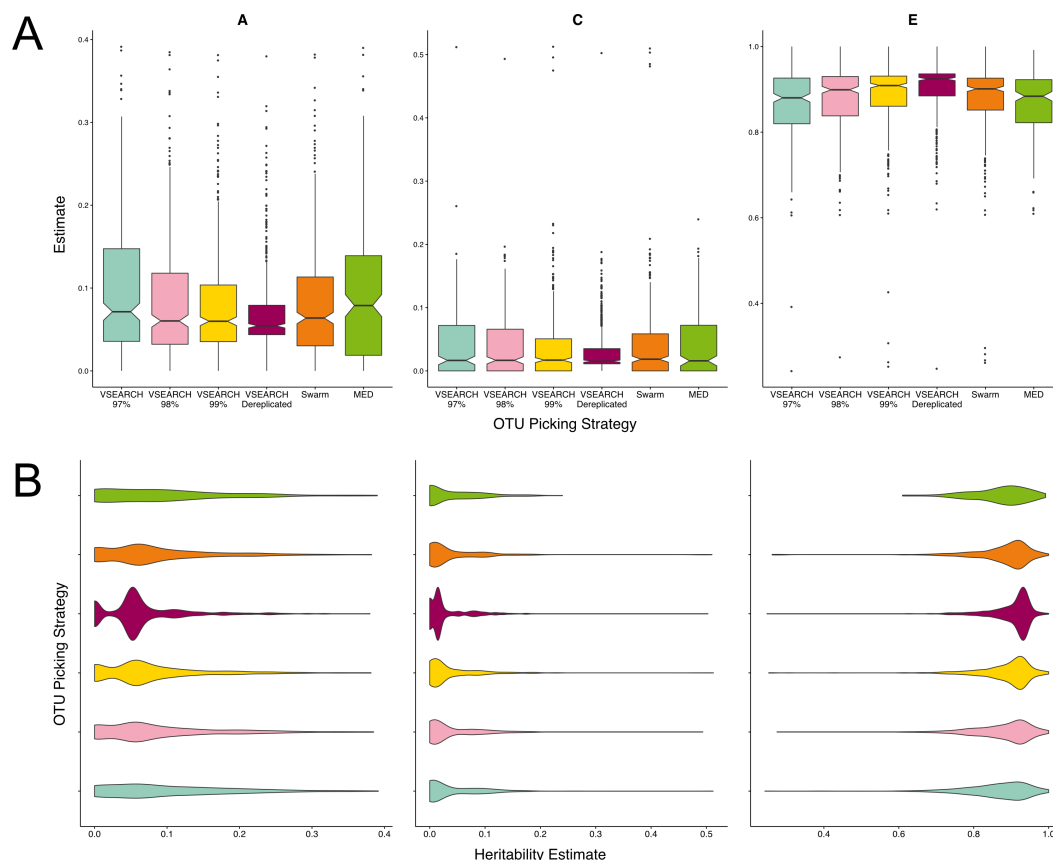 A
A
C
E
Estimate
0.4
0.3
0.2
0.1
0.0
0.5
0.4
0.3
0.2
0.1
0.0
1.0
0.8
0.6
0.4
VSEARCH 97%
VSEARCH 98%
VSEARCH 99%
VSEARCH Dereplicated
Swarm
MED
VSEARCH 97%
VSEARCH 98%
VSEARCH 99%
VSEARCH Dereplicated
Swarm
MED
VSEARCH 97%
VSEARCH 98%
VSEARCH 99%
VSEARCH Dereplicated
Swarm
MED
OTU Picking Strategy
B
OTU Picking Strategy
0.0 0.1 0.2 0.3 0.4
0.0 0.1 0.2 0.3 0.4 0.5
0.4 0.6 0.8 1.0
Heritability Estimate